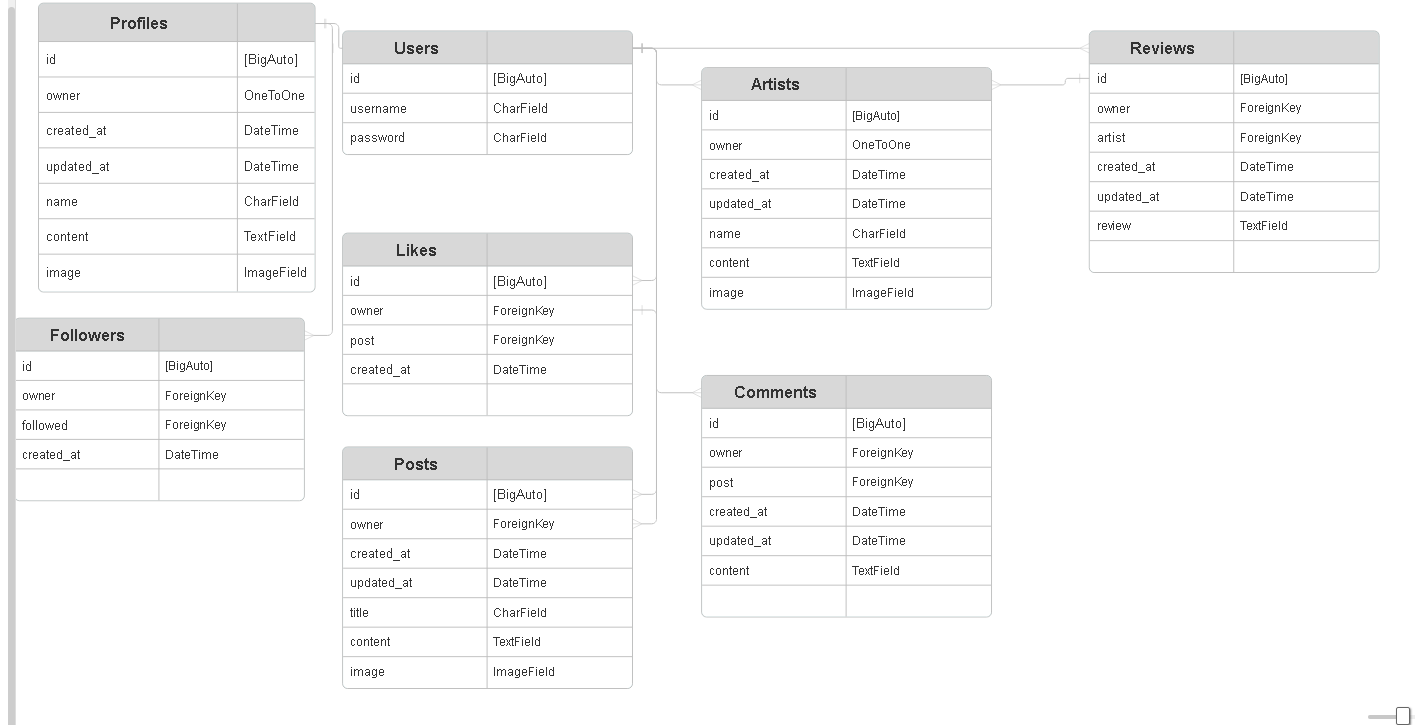 Profiles
id [BigAuto]
owner OneToOne
created_at DateTime
updated_at DateTime
name CharField
content TextField
image ImageField
Users
id [BigAuto]
username CharField
password CharField
Artists
id [BigAuto]
owner OneToOne
created_at DateTime
updated_at DateTime
name CharField
content TextField
image ImageField
Reviews
id [BigAuto]
owner ForeignKey
artist ForeignKey
created_at DateTime
updated_at DateTime
review TextField
Likes
id [BigAuto]
owner ForeignKey
post ForeignKey
created_at DateTime
Followers
id [BigAuto]
owner ForeignKey
followed ForeignKey
created_at DateTime
Comments
id [BigAuto]
owner ForeignKey
post ForeignKey
created_at DateTime
updated_at DateTime
content TextField
Posts
id [BigAuto]
owner ForeignKey
created_at DateTime
updated_at DateTime
title CharField
content TextField
image ImageField